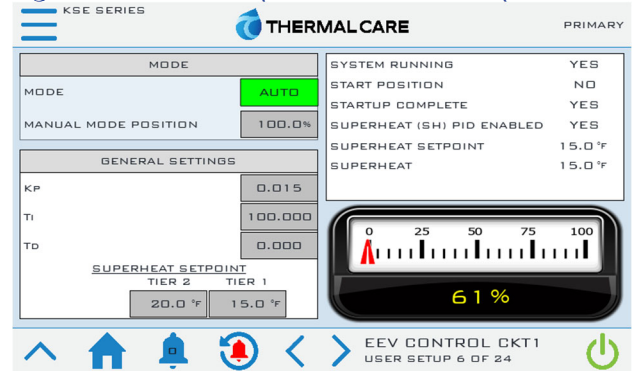 KSE SERIES
THERMALCARE
PRIMARY
MODE
MODE AUTO
MANUAL MODE POSITION 100.0%
GENERAL SETTINGS
KP 0.015
TI 100.000
TD 0.000
SUPERHEAT SETPOINT
TIER 2 TIER 1
20.0 °F 15.0 °F
SYSTEM RUNNING YES
START POSITION NO
STARTUP COMPLETE YES
SUPERHEAT (SH) PID ENABLED YES
SUPERHEAT SETPOINT 15.0 °F
SUPERHEAT 15.0 °F
0 25 50 75 100
61%
0
EEV CONTROL CKT1
USER SETUP 6 OF 24